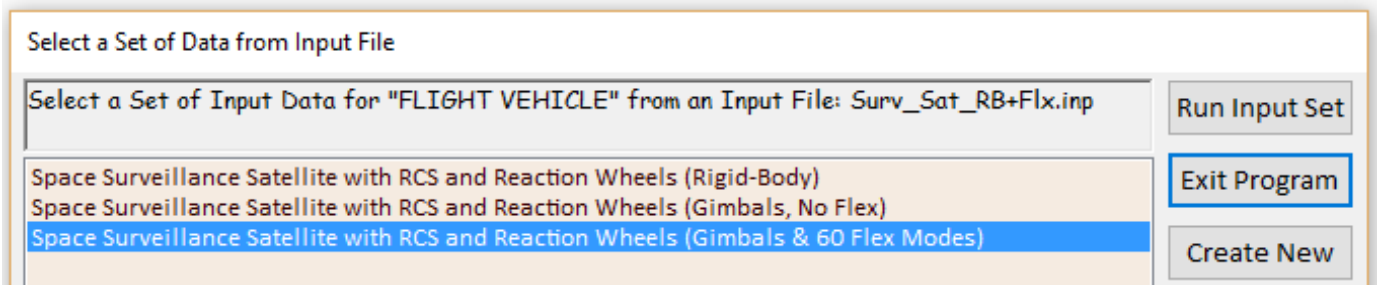 Select a Set of Data from Input File
Select a Set of Input Data for "FLIGHT VEHICLE" from an Input File: Surv_Sat_RB+Flx.inp
Run Input Set
Space Surveillance Satellite with RCS and Reaction Wheels (Rigid-Body)
Exit Program
Space Surveillance Satellite with RCS and Reaction Wheels (Gimbals, No Flex)
Space Surveillance Satellite with RCS and Reaction Wheels (Gimbals & 60 Flex Modes)
Create New